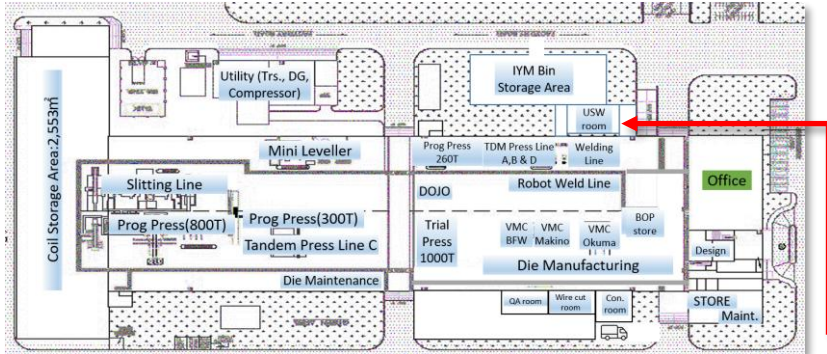 Coil Storage Area:2,553㎡
Utility (Trs., DG,
Compressor)
IYM Bin
Storage Area
USW
room
Mini Leveller
Prog Press
260T
TDM Press Line
A,B & D
Welding
Line
Slitting Line
DOJO
Robot Weld Line
Office
Prog Press(800T)
Prog Press(300T)
Tandem Press Line C
Trial
Press
1000T
VMC
BFW
VMC
Makino
VMC
Okuma
BOP
store
Die Manufacturing
Design
Die Maintenance
QA room
Wire cut
room
Con.
room
STORE
Maint.